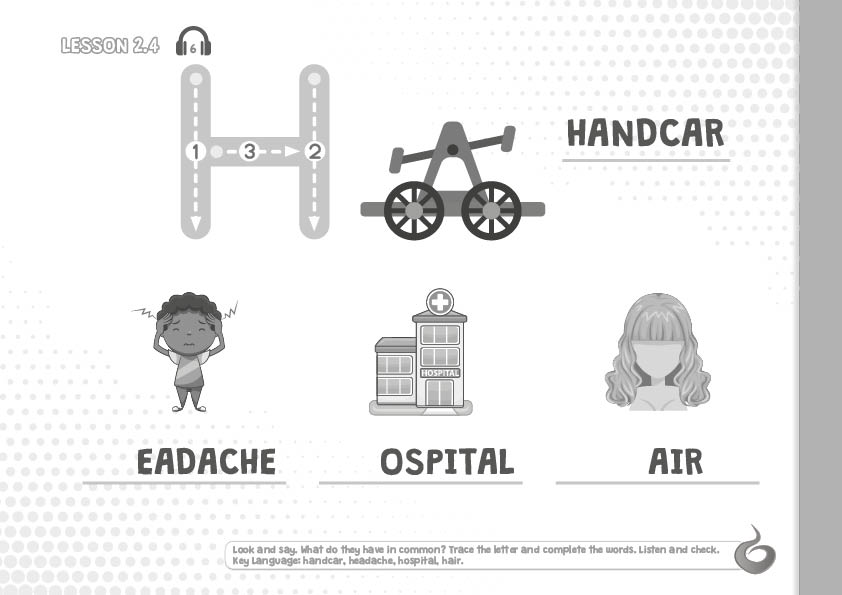 LESSON 2.4
6
H
1 3 2
HANDCAR
HOSPITAL
EADACHE
OSPITAL
AIR
Look and say. What do they have in common? Trace the letter and complete the words. Listen and check.
Key Language: handcar, headache, hospital, hair.
6